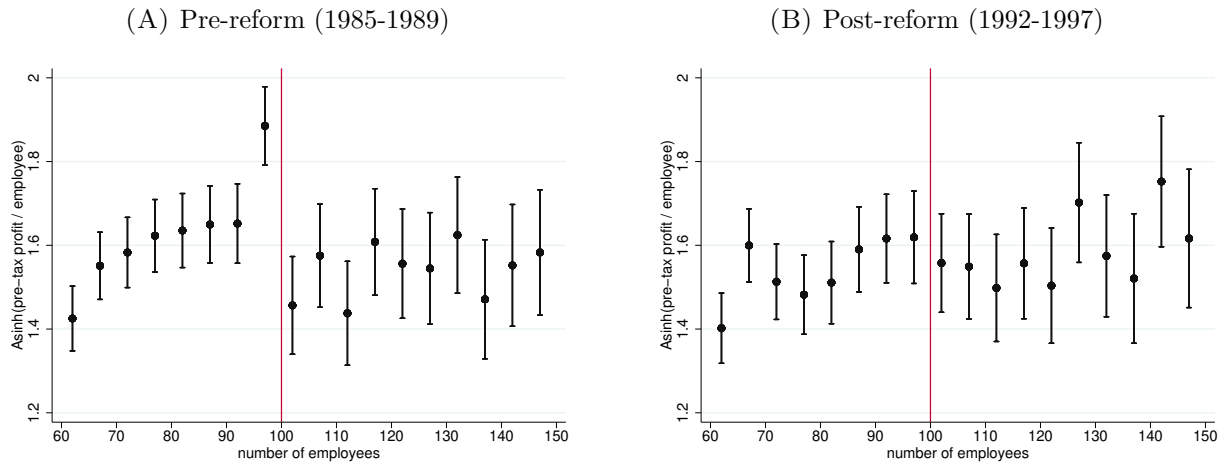 (A) Pre-reform (1985-1989)
Asinh(pre−tax profit / employee)
2
1.8
1.6
1.4
1.2
60 70 80 90 100 110 120 130 140 150
number of employees
(B) Post-reform (1992-1997)
Asinh(pre−tax profit / employee)
2
1.8
1.6
1.4
1.2
60 70 80 90 100 110 120 130 140 150
number of employees